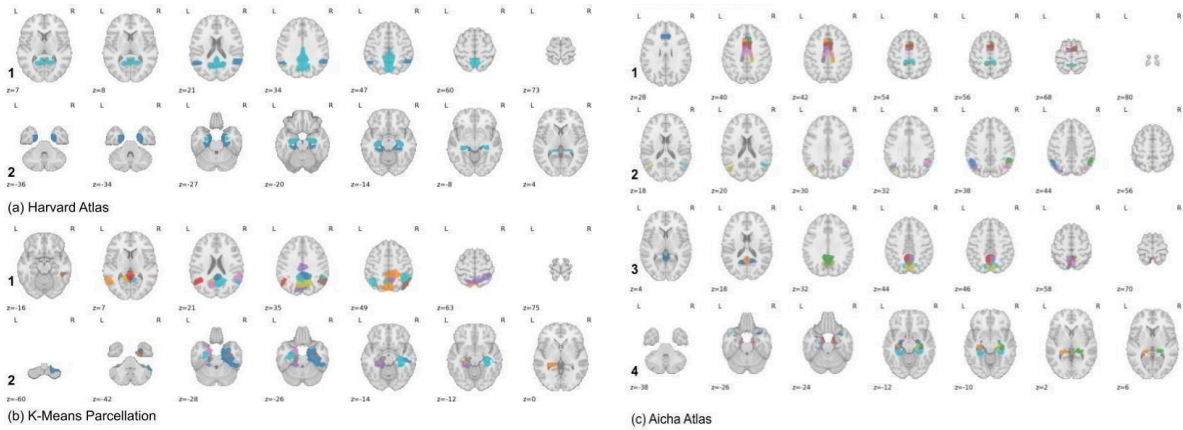 L R L R L R L R L R L R L R
1
z=7 z=8 z=21 z=34 z=47 z=60 z=73
2
z=-36 z=-34 z=-27 z=-20 z=-14 z=-8 z=4
(a) Harvard Atlas
L R L R L R L R L R L R L R
1
z=-16 z=7 z=21 z=35 z=49 z=63 z=75
2
z=-60 z=-42 z=-28 z=-26 z=-14 z=-12 z=0
(b) K-Means Parcellation
L R L R L R L R L R L R L R
1
z=28 z=40 z=42 z=54 z=56 z=68 z=80
L R L R L R L R L R L R L R
2
z=18 z=20 z=30 z=32 z=38 z=44 z=56
L R L R L R L R L R L R L R
3
z=4 z=18 z=32 z=44 z=46 z=58 z=70
L R L R L R L R L R L R L R
4
z=-38 z=-26 z=-24 z=-12 z=-10 z=2 z=6
(c) Aicha Atlas